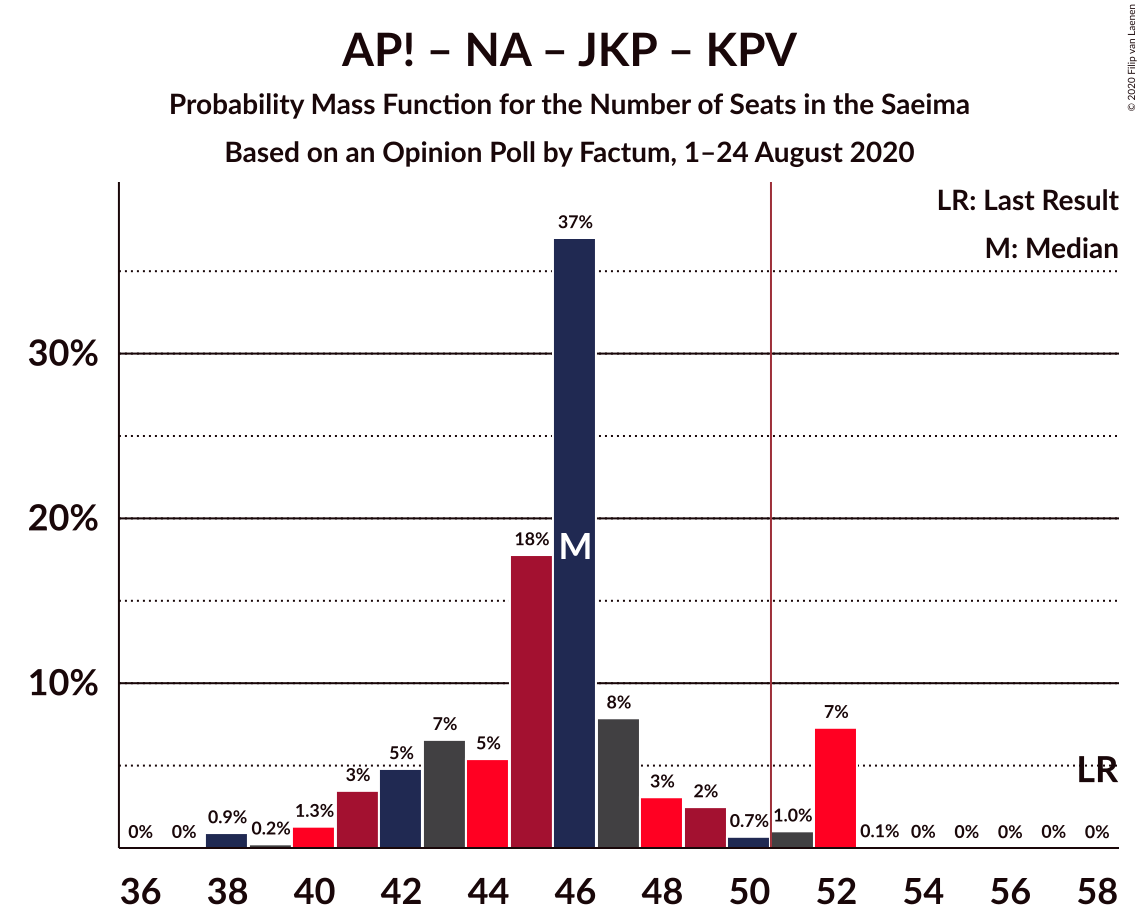 AP! – NA – JKP – KPV
Probability Mass Function for the Number of Seats in the Saeima
Based on an Opinion Poll by Factum, 1–24 August 2020
© 2020 Filip van Laenen
LR: Last Result
M: Median
30%
20%
10%
0%
0%
0.9%
0.2%
1.3%
3%
5%
7%
5%
18%
37%
M
8%
3%
2%
0.7%
1.0%
7%
0.1%
0%
0%
0%
0%
0%
LR
36 38 40 42 44 46 48 50 52 54 56 58